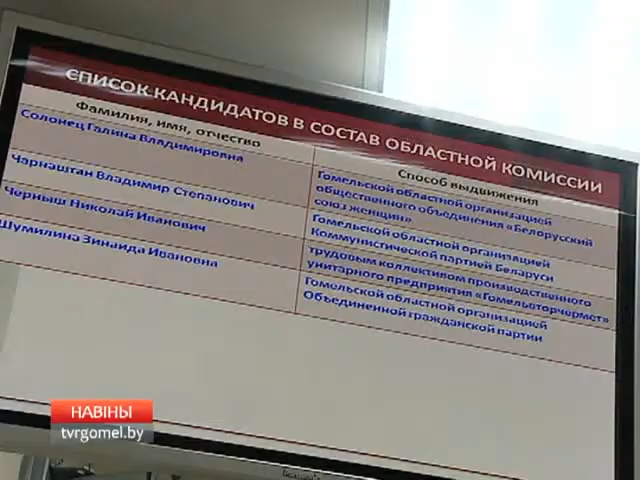 СПИСОК КАНДИДАТОВ В СОСТАВ ОБЛАСТНОЙ КОМИССИИ
Фамилия, имя, отчество
Способ выдвижения
Солонец Галина Владимировна
Гомельской областной организацией
общественного объединения «Белорусский
союз женщин»
Чарнаштан Владимир Степанович
Гомельской областной организацией
Коммунистической партией Беларуси
Черныш Николай Иванович
трудовым коллективом производственного
унитарного предприятия «Гомельвторчермет»
Шумилина Зинаида Ивановна
Гомельской областной организацией
Объединенной гражданской партии
НАВІНЫ
tvrgomel.by